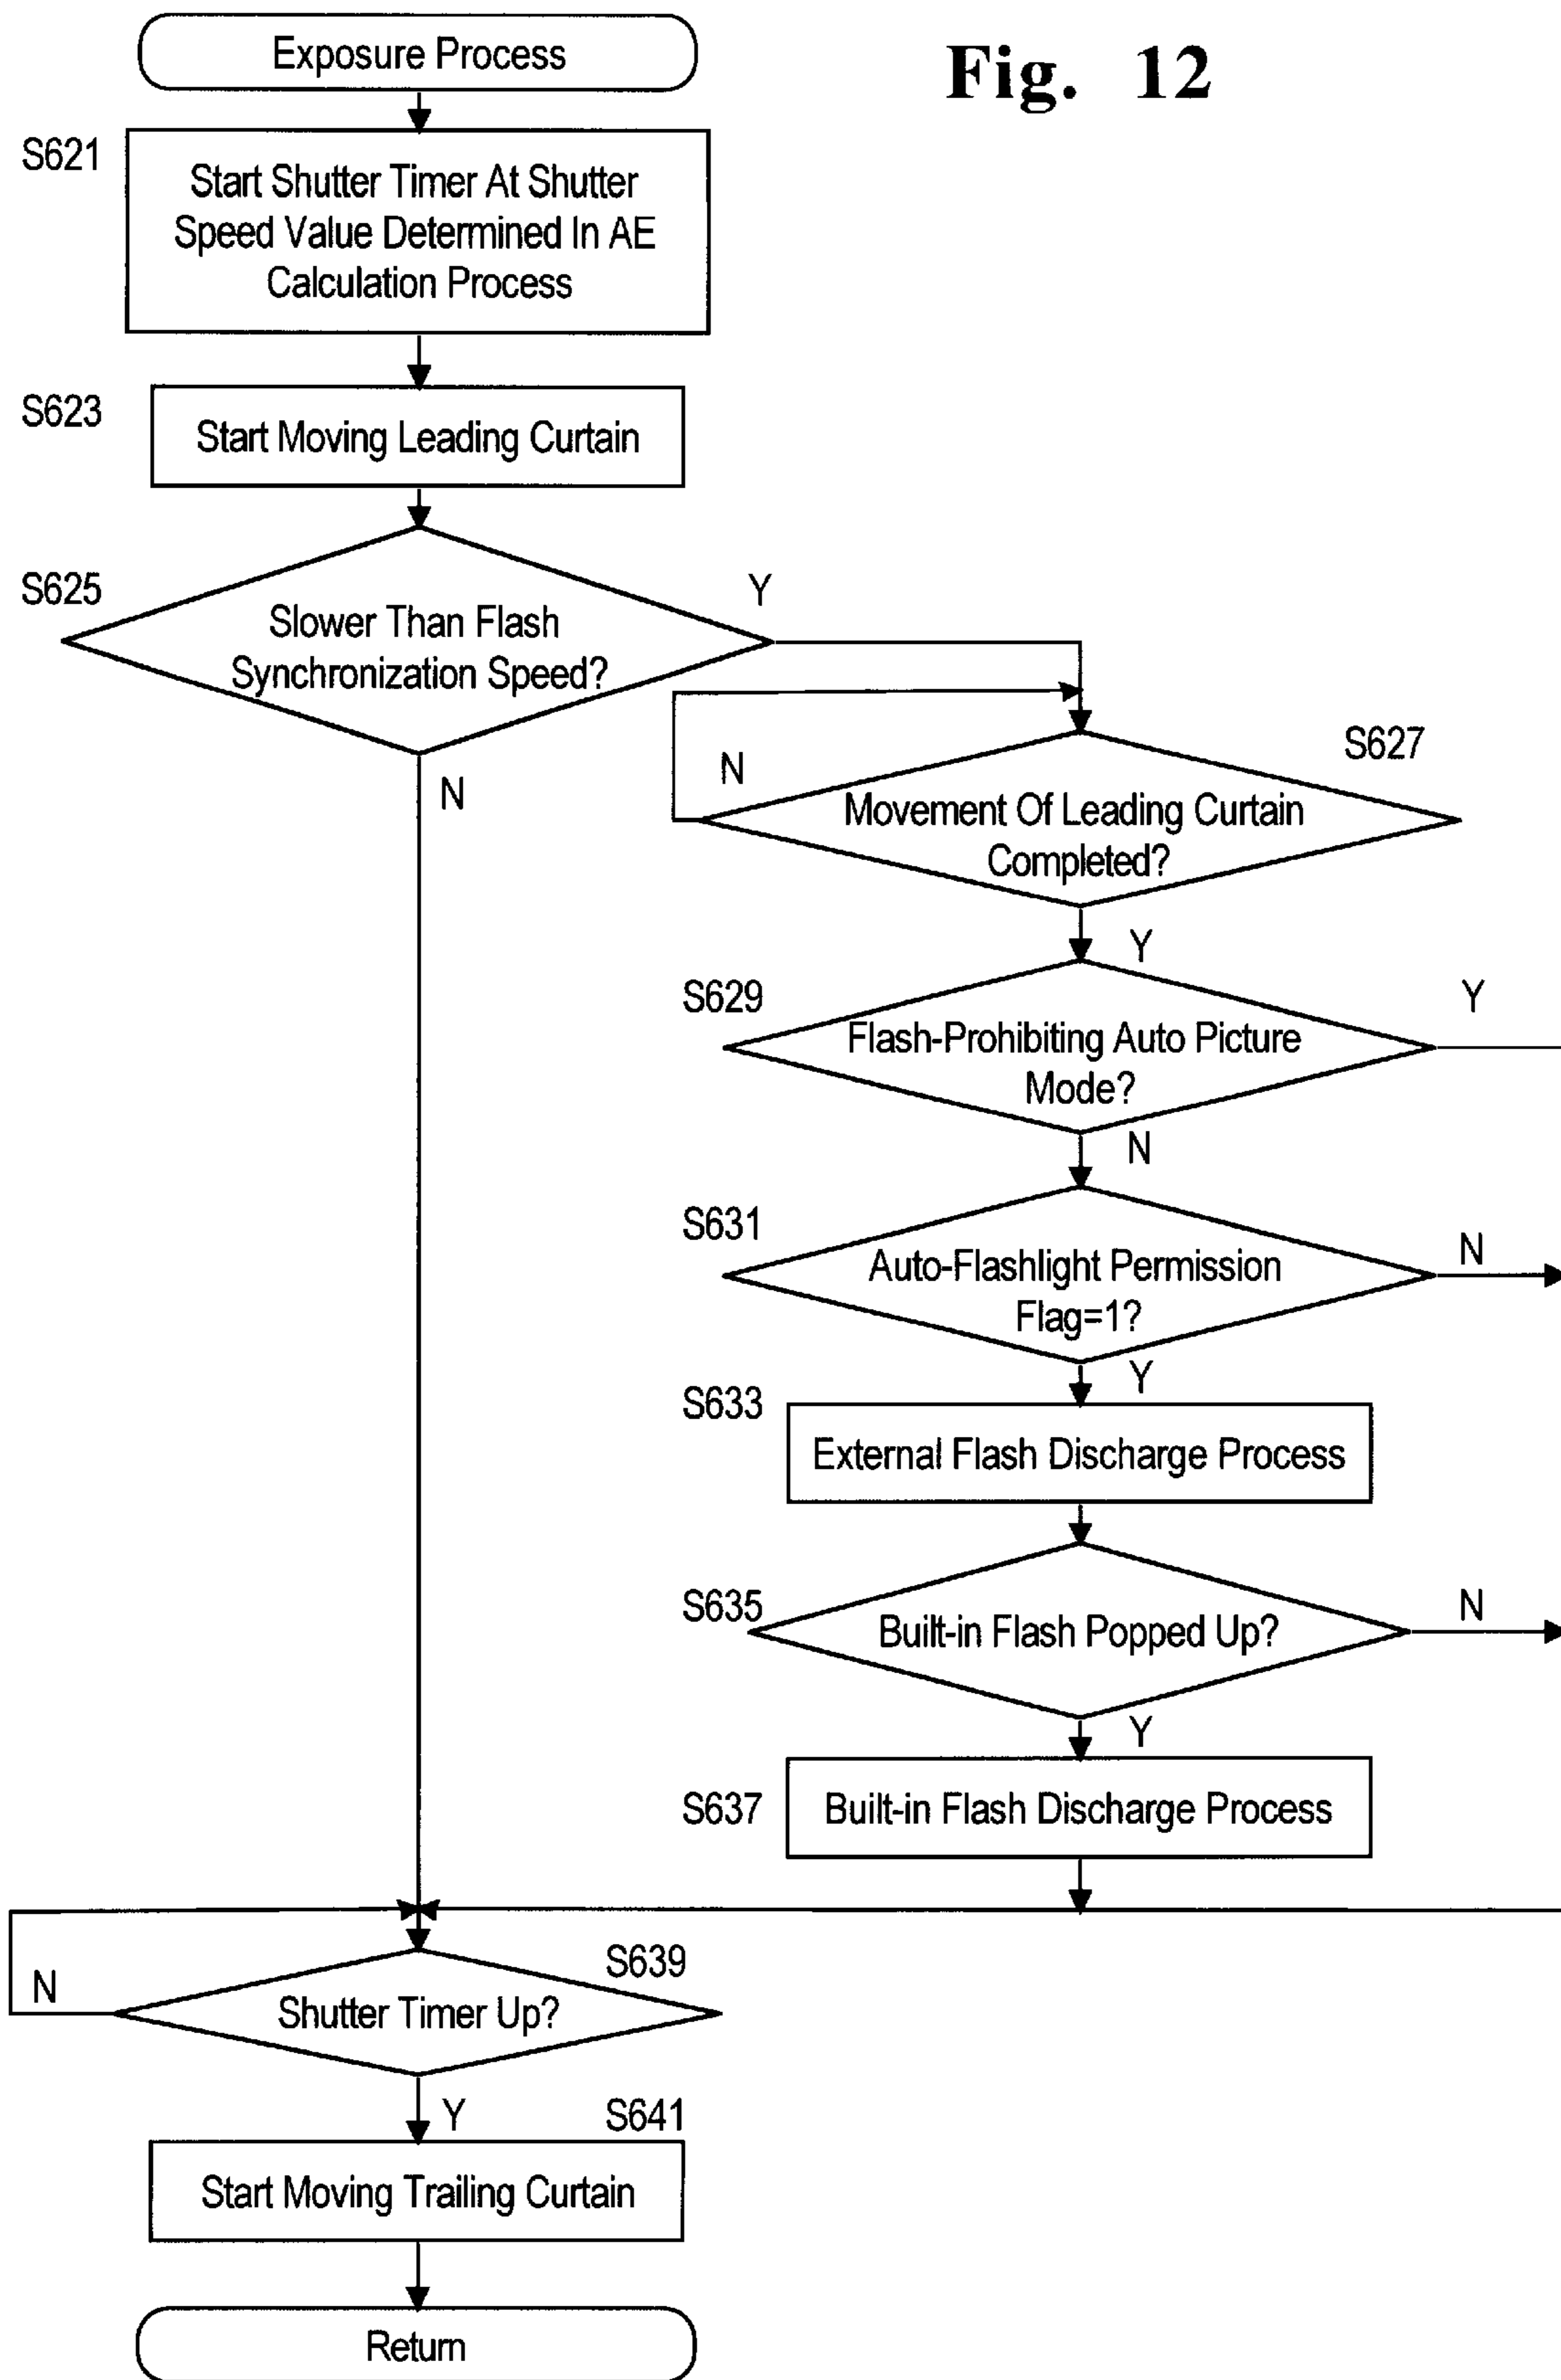 Fig. 12
Exposure Process
S621
Start Shutter Timer At Shutter
Speed Value Determined In AE
Calculation Process
S623
Start Moving Leading Curtain
S625
Slower Than Flash
Synchronization Speed?
Y
N
S627
Movement Of Leading Curtain
Completed?
N
Y
S629
Flash-Prohibiting Auto Picture
Mode?
Y
N
S631
Auto-Flashlight Permission
Flag=1?
N
Y
S633
External Flash Discharge Process
S635
Built-in Flash Popped Up?
N
Y
S637
Built-in Flash Discharge Process
S639
Shutter Timer Up?
N
Y
S641
Start Moving Trailing Curtain
Return